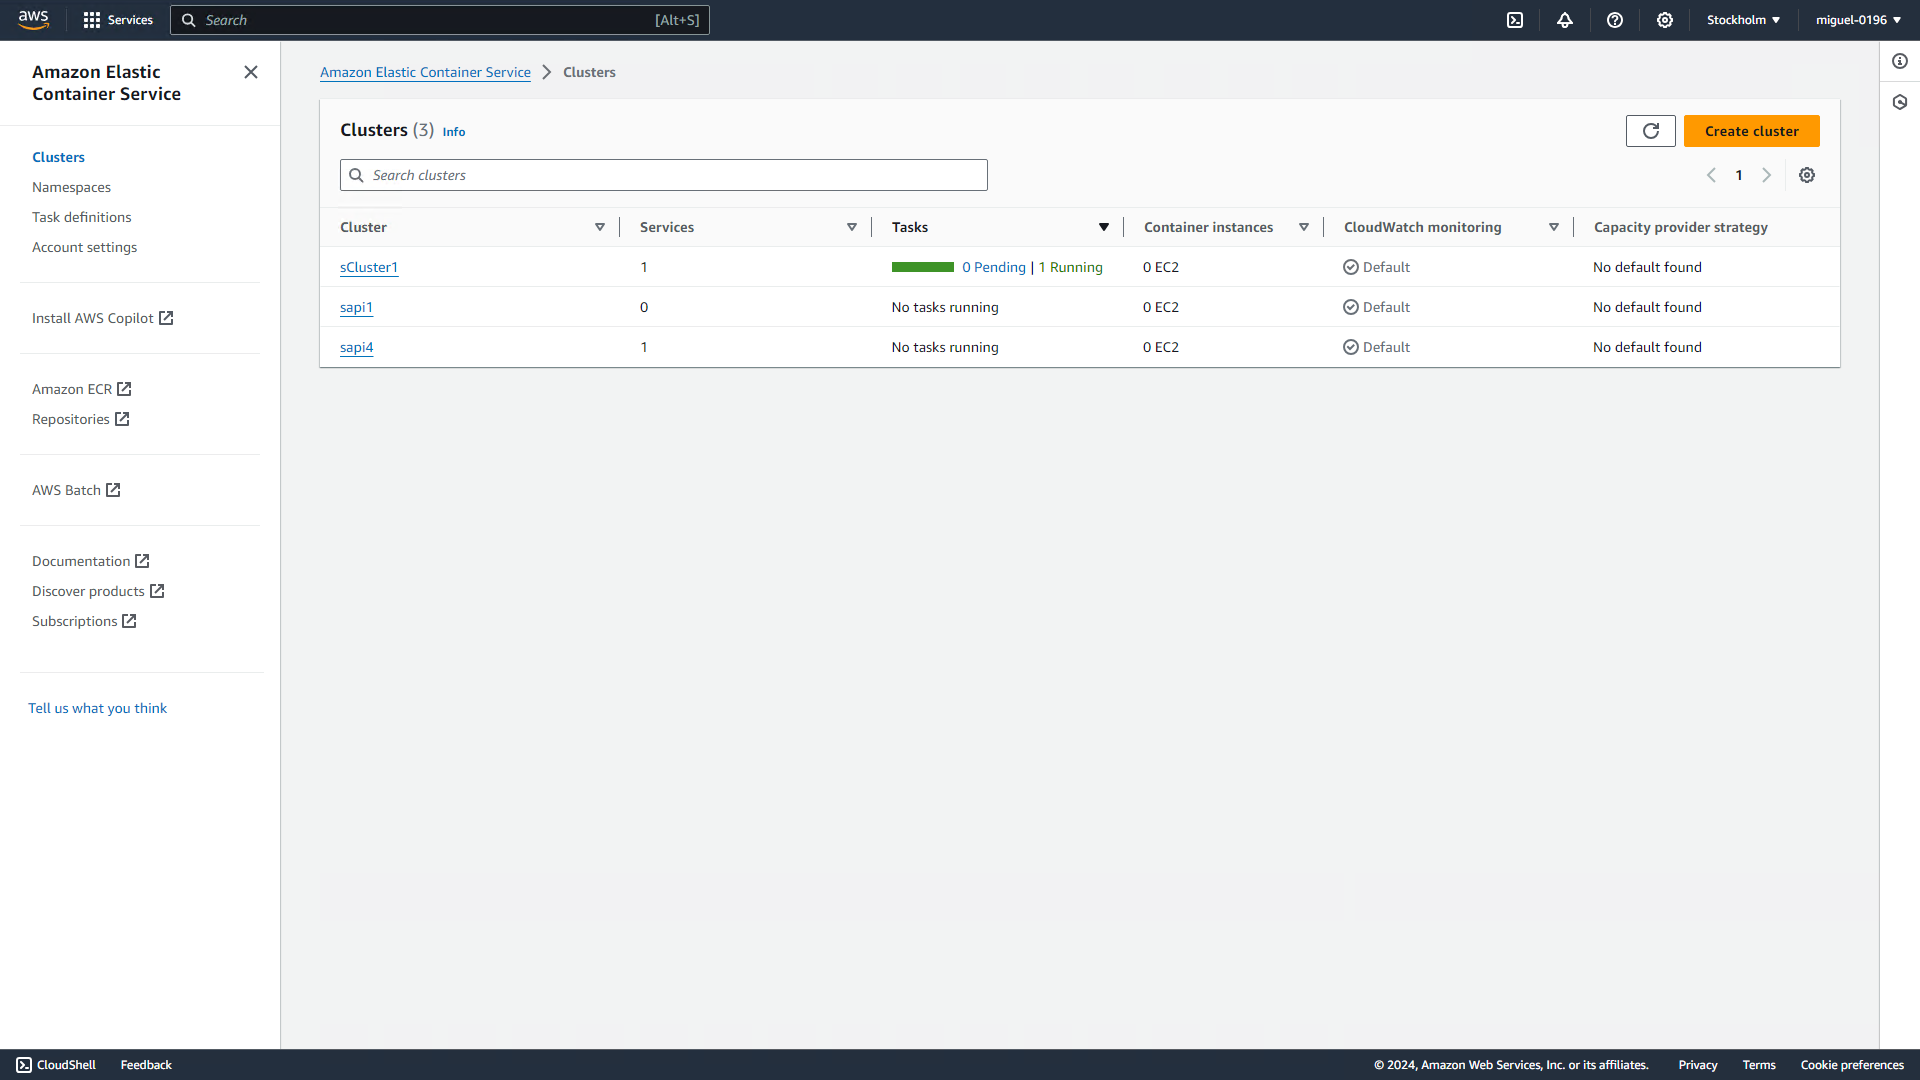 aws
Services
Search [Alt+S]
Stockholm
miguel-0196
Amazon Elastic
Container Service
Clusters
Namespaces
Task definitions
Account settings
Install AWS Copilot
Amazon ECR
Repositories
AWS Batch
Documentation
Discover products
Subscriptions
Tell us what you think
Amazon Elastic Container Service > Clusters
Clusters (3) Info
Create cluster
Search clusters
1
Cluster Services Tasks Container instances CloudWatch monitoring Capacity provider strategy
sCluster1 1 0 Pending | 1 Running 0 EC2 Default No default found
sapi1 0 No tasks running 0 EC2 Default No default found
sapi4 1 No tasks running 0 EC2 Default No default found
CloudShell Feedback © 2024, Amazon Web Services, Inc. or its affiliates. Privacy Terms Cookie preferences